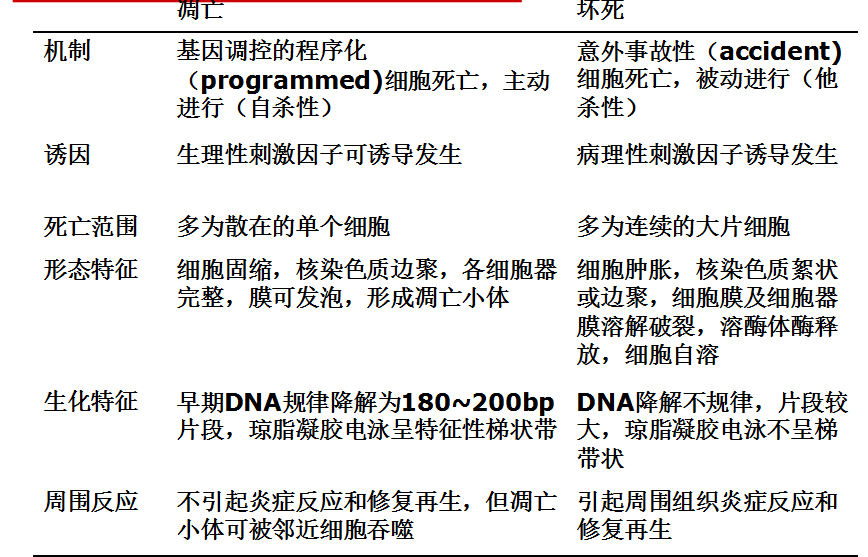 凋亡 坏死
机制 基因调控的程序化 意外事故性（accident)
（programmed)细胞死亡，主动 细胞死亡，被动进行（他
进行（自杀性） 杀性）
诱因 生理性刺激因子可诱导发生 病理性刺激因子诱导发生
死亡范围 多为散在的单个细胞 多为连续的大片细胞
形态特征 细胞固缩，核染色质边聚，各细胞器 细胞肿胀，核染色质絮状
完整，膜可发泡，形成凋亡小体 或边聚，细胞膜及细胞器
膜溶解破裂，溶酶体酶释
放，细胞自溶
生化特征 早期DNA规律降解为180~200bp DNA降解不规律，片段较
片段，琼脂凝胶电泳呈特征性梯状带 大，琼脂凝胶电泳不呈梯
带状
周围反应 不引起炎症反应和修复再生，但凋亡 引起周围组织炎症反应和
小体可被邻近细胞吞噬 修复再生